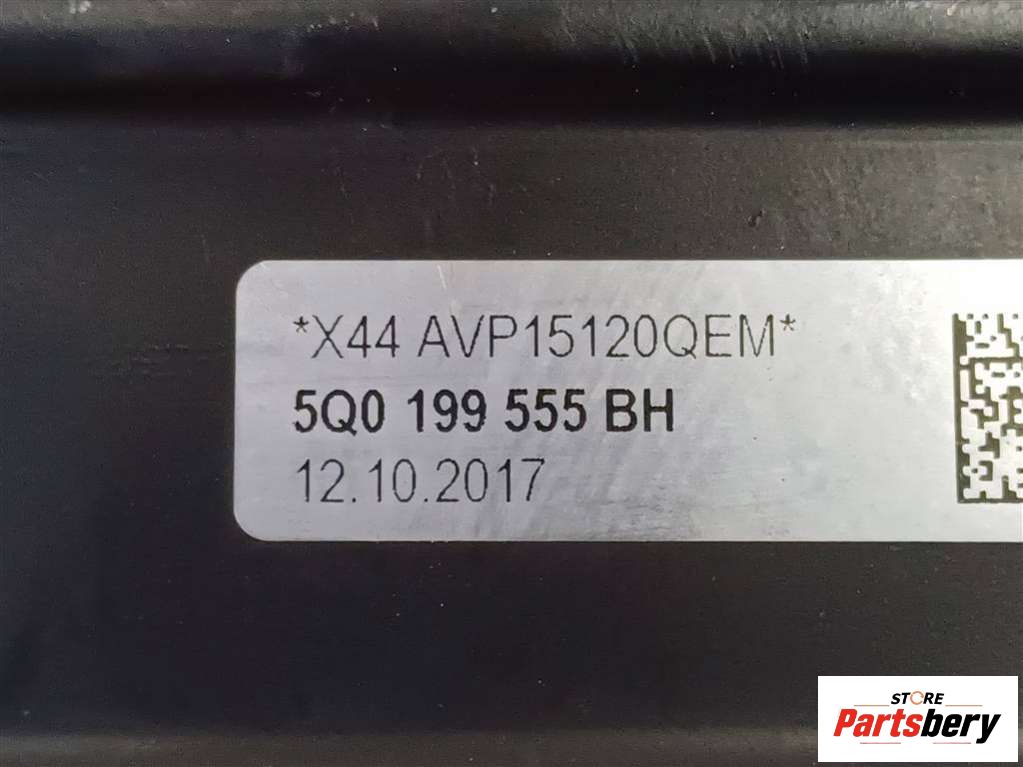 *X44 AVP15120QEM*
5Q0 199 555 BH
12.10.2017
STORE
Partsbery